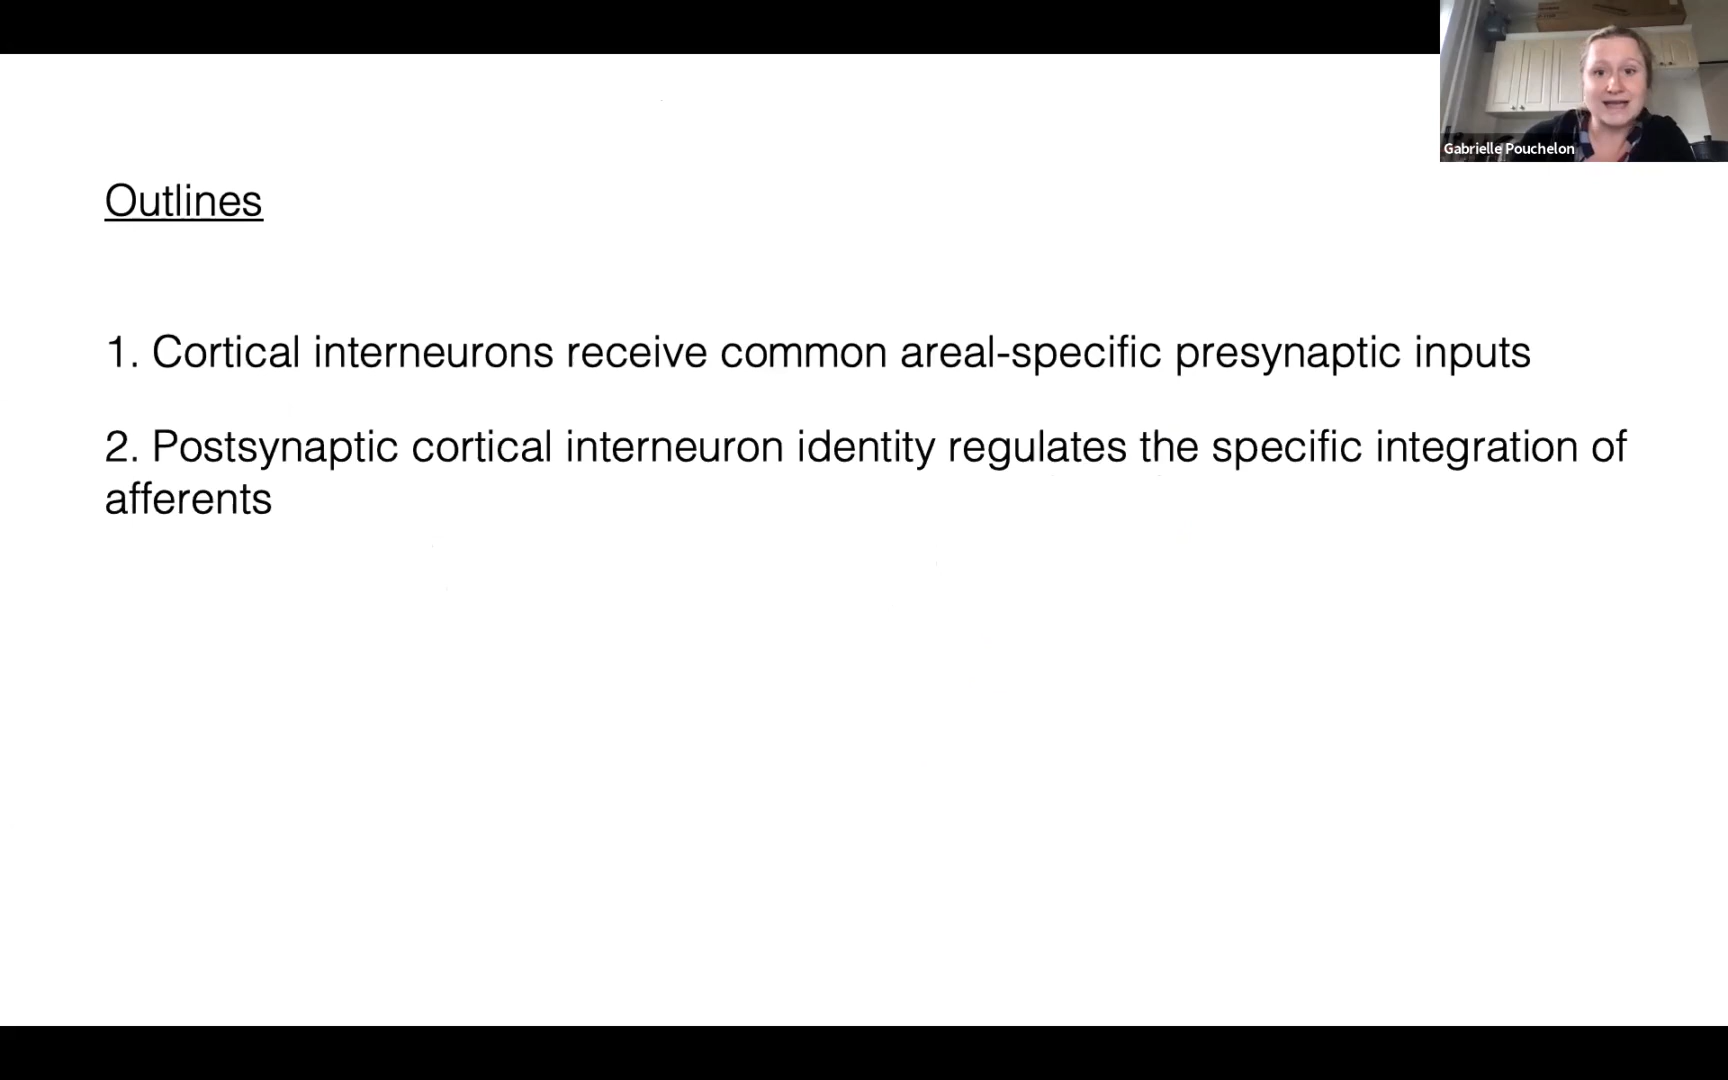 Gabrielle Pouchelon
Outlines
1. Cortical interneurons receive common areal-specific presynaptic inputs
2. Postsynaptic cortical interneuron identity regulates the specific integration of
afferents